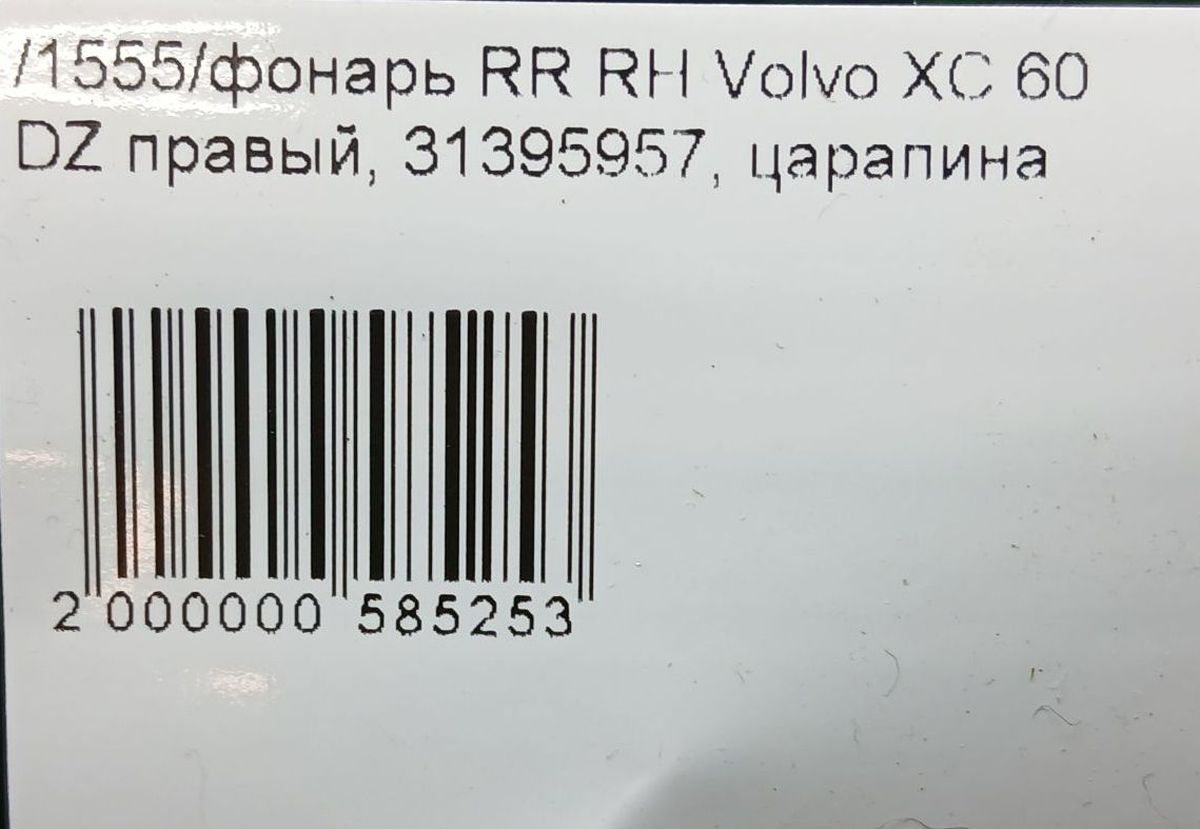 /1555/фонарь RR RH Volvo XC 60
DZ правый, 31395957, царапина
2 000000 585253